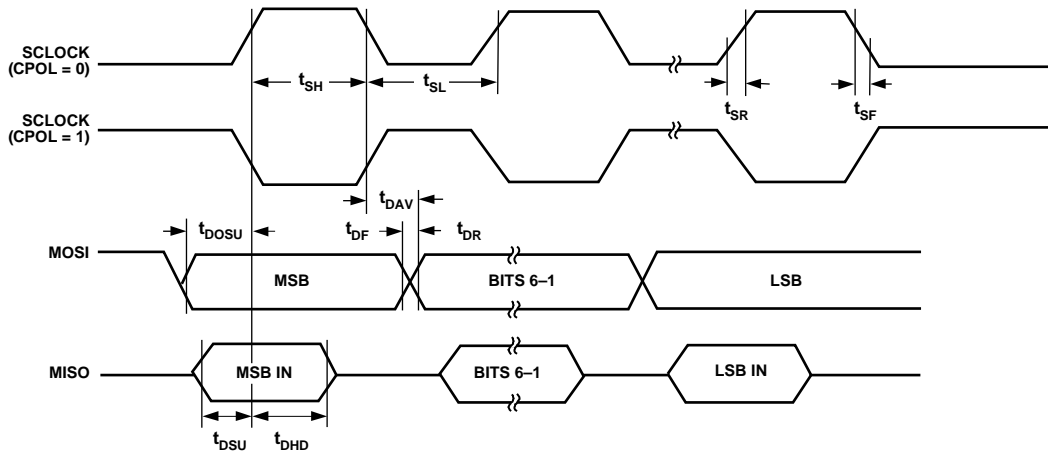 SCLOCK
(CPOL = 0)
tSH
tSL
tSR
tSF
SCLOCK
(CPOL = 1)
tDAV
tDOSU
tDF
tDR
MOSI
MSB
BITS 6–1
LSB
MISO
MSB IN
BITS 6–1
LSB IN
tDSU
tDHD